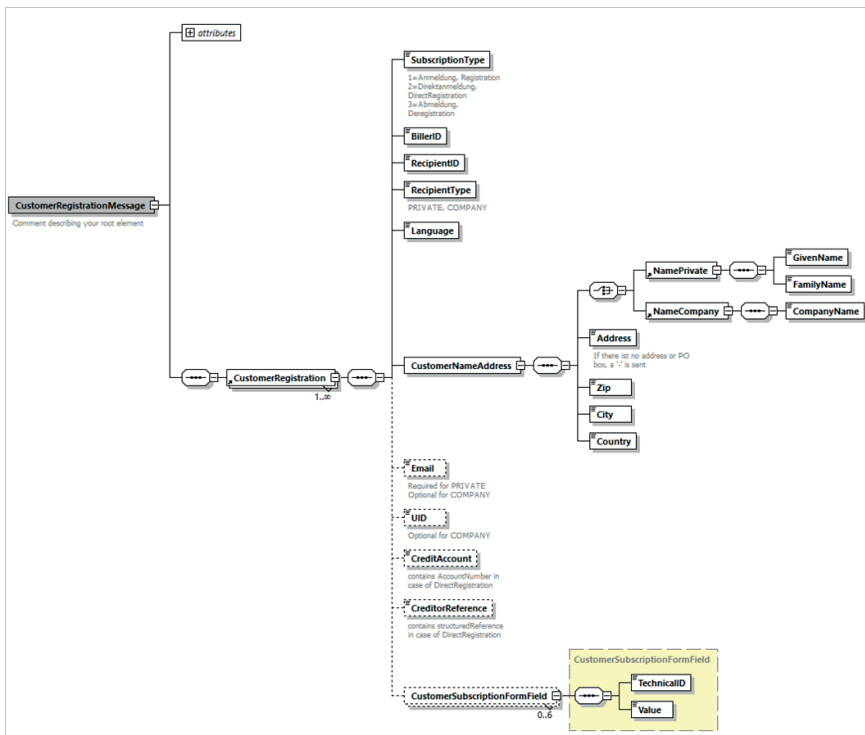 attributes
SubscriptionType
1=Anmeldung, Registration
2=Direktanmeldung,
DirectRegistration
3=Abmeldung,
Deregistration
BillerID
RecipientID
RecipientType
PRIVATE, COMPANY
Language
CustomerRegistrationMessage
Comment describing your root element
CustomerRegistration
1..∞
CustomerNameAddress
NamePrivate
GivenName
FamilyName
NameCompany
CompanyName
Address
If there ist no address or PO
box, a '-' is sent
Zip
City
Country
Email
Required for PRIVATE
Optional for COMPANY
UID
Optional for COMPANY
CreditAccount
contains AccountNumber in
case of DirectRegistration
CreditorReference
contains structuredReference
in case of DirectRegistration
CustomerSubscriptionFormField
0..6
CustomerSubscriptionFormField
TechnicalID
Value